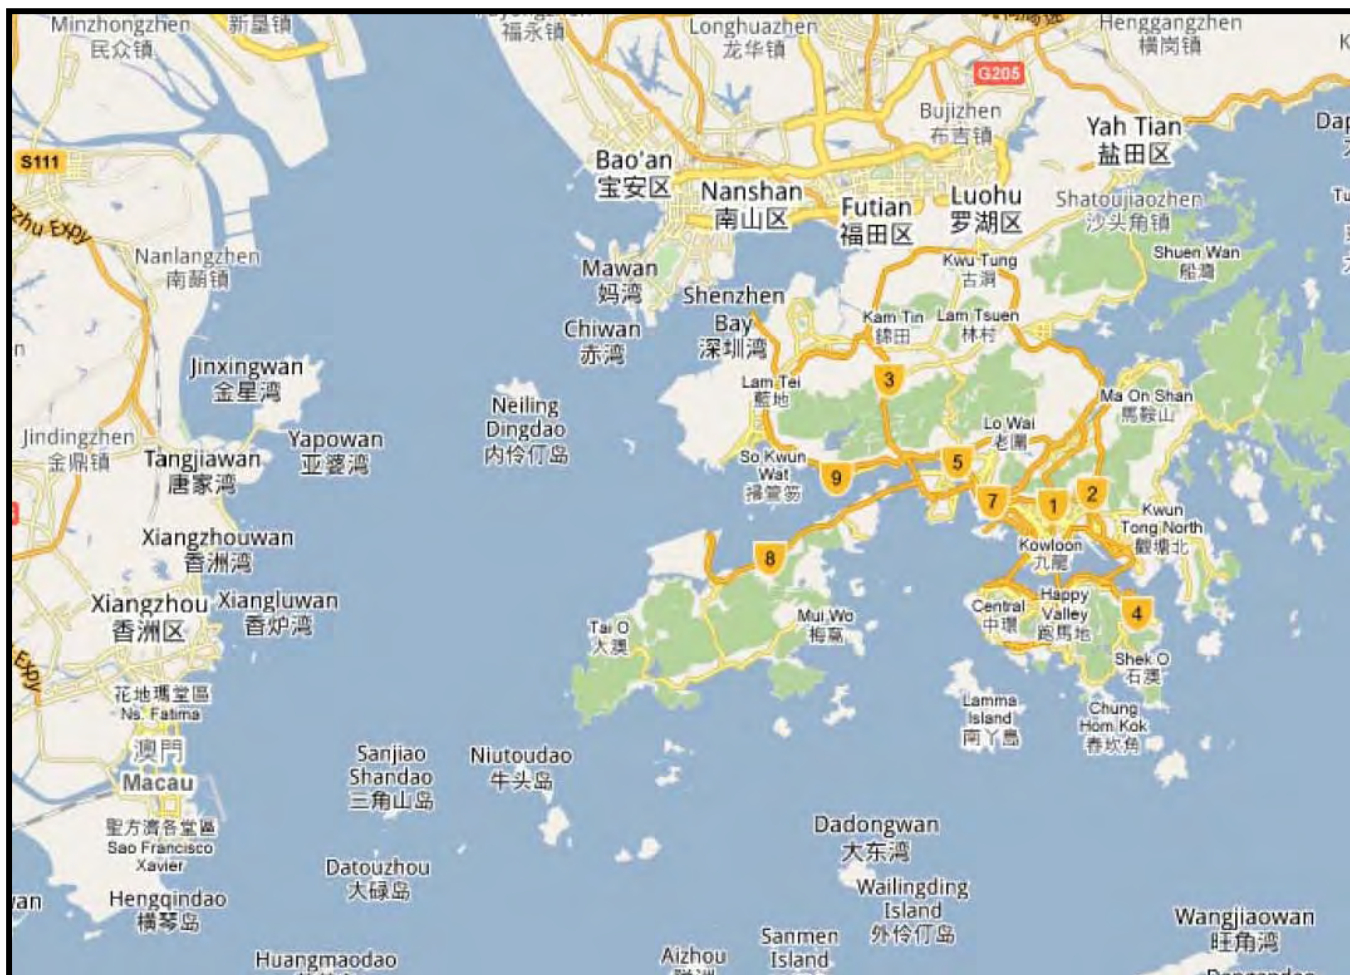 Minzhongzhen
民众镇
新垦镇
福永镇
Longhuazhen
龙华镇
Henggangzhen
横岗镇
G205
Bujizhen
布吉镇
Yah Tian
盐田区
S111
Bao'an
宝安区
Nanshan
南山区
Futian
福田区
Luohu
罗湖区
Shatoujiaozhen
沙头角镇
zhu Expy
Nanlangzhen
南蓢镇
Mawan
妈湾
Kwu Tung
古洞
Shuen Wan
船灣
Shenzhen
Bay
深圳湾
Chiwan
赤湾
Kam Tin
錦田
Lam Tsuen
林村
Jinxingwan
金星湾
Neiling
Dingdao
内伶仃岛
Lam Tei
藍地
3
Ma On Shan
馬鞍山
Jindingzhen
金鼎镇
Yapowan
亚婆湾
Tangjiawan
唐家湾
Lo Wai
老圍
So Kwun
Wat
掃管笏
9
5
7
1
2
Kwun
Tong North
觀塘北
Xiangzhouwan
香洲湾
8
Kowloon
九龍
Xiangzhou
香洲区
Xiangluwan
香炉湾
Central
中環
Happy
Valley
跑馬地
4
Tai O
大澳
Mui Wo
梅窩
Shek O
石澳
Expy
花地瑪堂區
Ns. Fatima
Lamma
Island
南丫島
Chung
Hom Kok
舂坎角
澳門
Macau
Sanjiao
Shandao
三角山岛
Niutoudao
牛头岛
聖方濟各堂區
Sao Francisco
Xavier
Dadongwan
大东湾
Datouzhou
大碌岛
Hengqindao
横琴岛
Wailingding
Island
外伶仃岛
Wangjiaowan
旺角湾
Huangmaodao
Aizhou
Sanmen
Island